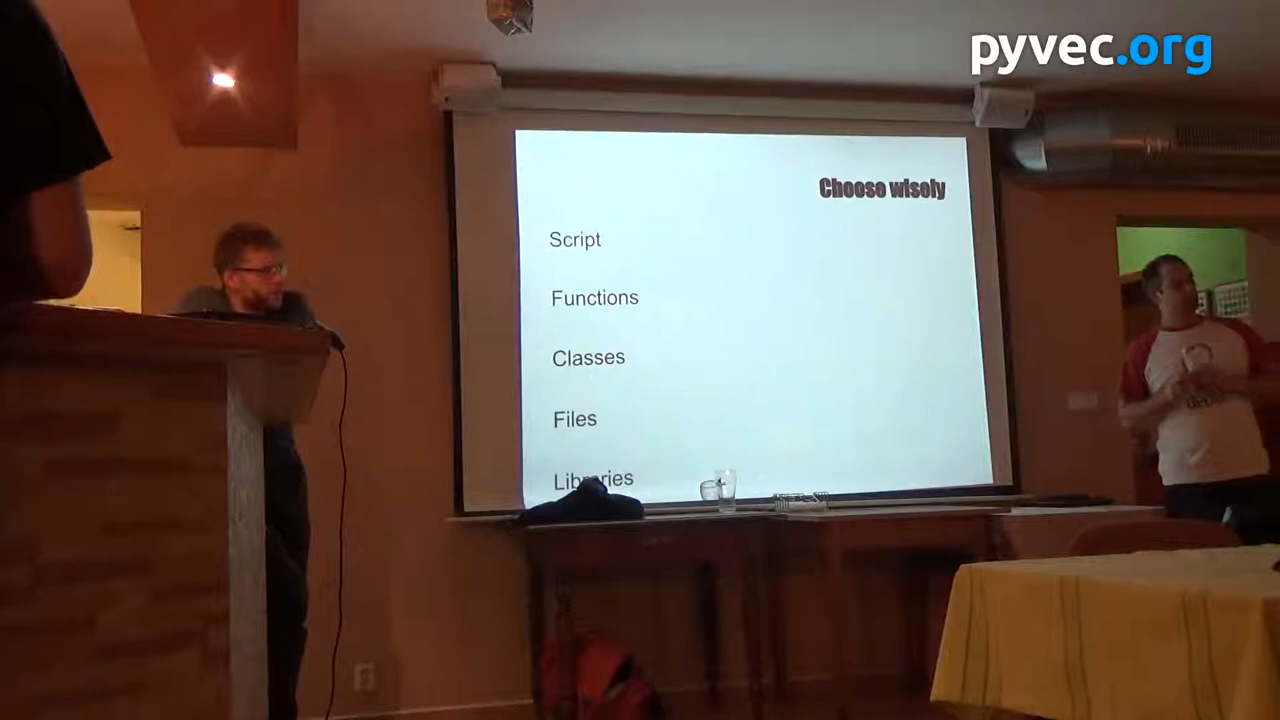 pyvec.org
Choose wisely
Script
Functions
Classes
Files
Libraries